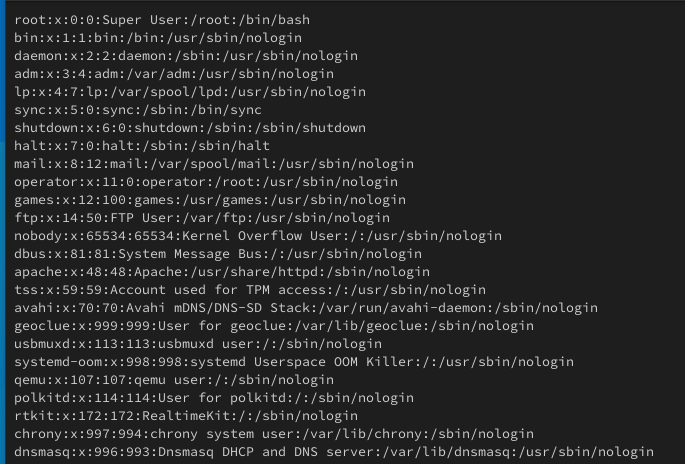 root:x:0:0:Super User:/root:/bin/bash
bin:x:1:1:bin:/bin:/usr/sbin/nologin
daemon:x:2:2:daemon:/sbin:/usr/sbin/nologin
adm:x:3:4:adm:/var/adm:/usr/sbin/nologin
lp:x:4:7:lp:/var/spool/lpd:/usr/sbin/nologin
sync:x:5:0:sync:/sbin:/bin/sync
shutdown:x:6:0:shutdown:/sbin:/sbin/shutdown
halt:x:7:0:halt:/sbin:/sbin/halt
mail:x:8:12:mail:/var/spool/mail:/usr/sbin/nologin
operator:x:11:0:operator:/root:/usr/sbin/nologin
games:x:12:100:games:/usr/games:/usr/sbin/nologin
ftp:x:14:50:FTP User:/var/ftp:/usr/sbin/nologin
nobody:x:65534:65534:Kernel Overflow User:/:/usr/sbin/nologin
dbus:x:81:81:System Message Bus:/:/usr/sbin/nologin
apache:x:48:48:Apache:/usr/share/httpd:/sbin/nologin
tss:x:59:59:Account used for TPM access:/:/usr/sbin/nologin
avahi:x:70:70:Avahi mDNS/DNS-SD Stack:/var/run/avahi-daemon:/sbin/nologin
geoclue:x:999:999:User for geoclue:/var/lib/geoclue:/sbin/nologin
usbmuxd:x:113:113:usbmuxd user:/:/sbin/nologin
systemd-oom:x:998:998:systemd Userspace OOM Killer:/:/usr/sbin/nologin
qemu:x:107:107:qemu user:/:/sbin/nologin
polkitd:x:114:114:User for polkitd:/:/sbin/nologin
rtkit:x:172:172:RealtimeKit:/:/sbin/nologin
chrony:x:997:994:chrony system user:/var/lib/chrony:/sbin/nologin
dnsmasq:x:996:993:Dnsmasq DHCP and DNS server:/var/lib/dnsmasq:/usr/sbin/nologin